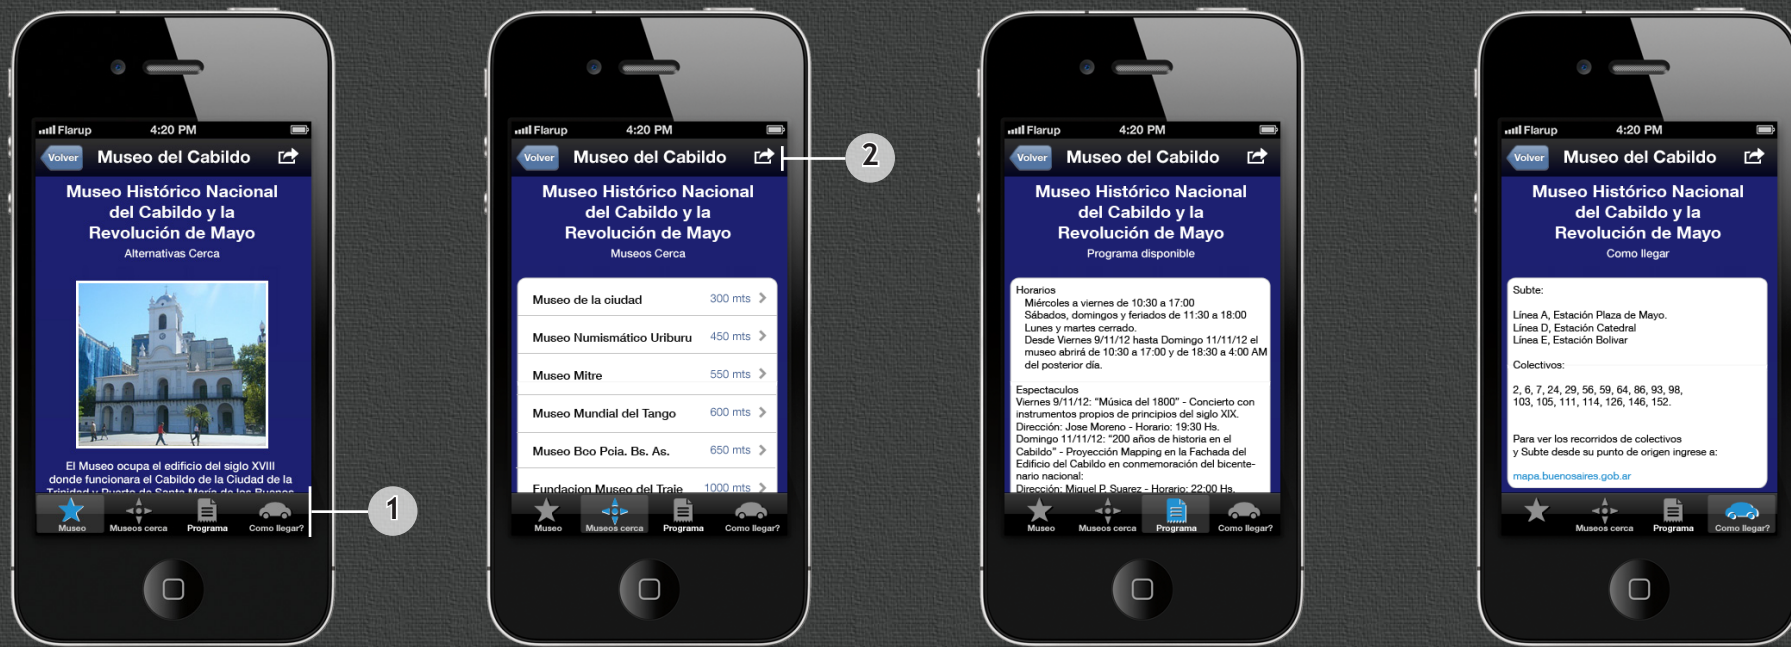 Flarup 4:20 PM
Volver Museo del Cabildo
Museo Histórico Nacional
del Cabildo y la
Revolución de Mayo
Alternativas Cerca
El Museo ocupa el edificio del siglo XVIII
donde funcionara el Cabildo de la Ciudad de la
Trinidad y Puerto de Santa María de los Buenos
Museo Museos cerca Programa Como llegar?
1
Flarup 4:20 PM
Volver Museo del Cabildo
2
Museo Histórico Nacional
del Cabildo y la
Revolución de Mayo
Museos Cerca
Museo de la ciudad 300 mts
Museo Numismático Uriburu 450 mts
Museo Mitre 550 mts
Museo Mundial del Tango 600 mts
Museo Bco Pcia. Bs. As. 650 mts
Fundacion Museo del Traje 1000 mts
Museo Museos cerca Programa Como llegar?
Flarup 4:20 PM
Volver Museo del Cabildo
Museo Histórico Nacional
del Cabildo y la
Revolución de Mayo
Programa disponible
Horarios
Miércoles a viernes de 10:30 a 17:00
Sábados, domingos y feriados de 11:30 a 18:00
Lunes y martes cerrado.
Desde Viernes 9/11/12 hasta Domingo 11/11/12 el
museo abrirá de 10:30 a 17:00 y de 18:30 a 4:00 AM
del posterior día.
Espectaculos
Viernes 9/11/12: "Música del 1800" - Concierto con
instrumentos propios de principios del siglo XIX.
Dirección: Jose Moreno - Horario: 19:30 Hs.
Domingo 11/11/12: "200 años de historia en el
Cabildo" - Proyección Mapping en la Fachada del
Edificio del Cabildo en conmemoración del bicente-
nario nacional:
Dirección: Miguel P. Suarez - Horario: 22:00 Hs.
Museo Museos cerca Programa Como llegar?
Flarup 4:20 PM
Volver Museo del Cabildo
Museo Histórico Nacional
del Cabildo y la
Revolución de Mayo
Como llegar
Subte:
Línea A, Estación Plaza de Mayo.
Línea D, Estación Catedral
Línea E, Estación Bolivar
Colectivos:
2, 6, 7, 24, 29, 56, 59, 64, 86, 93, 98,
103, 105, 111, 114, 126, 146, 152.
Para ver los recorridos de colectivos
y Subte desde su punto de origen ingrese a:
mapa.buenosaires.gob.ar
Museos cerca Programa Como llegar?